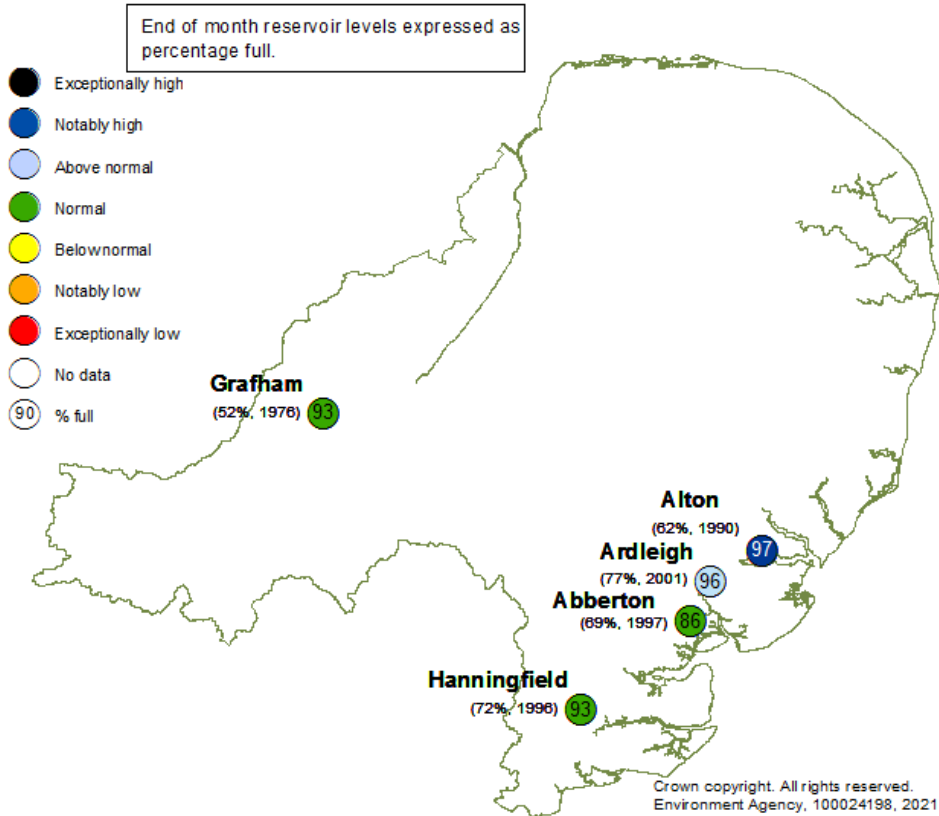 End of month reservoir levels expressed as
percentage full.
Exceptionally high
Notably high
Above normal
Normal
Belownormal
Notably low
Exceptionally low
No data
90 % full
Grafham
(52%, 1976) 93
Alton
(62%, 1990) 97
Ardleigh
(77%, 2001) 96
Abberton
(69%, 1997) 86
Hanningfield
(72%, 1996) 93
Crown copyright. All rights reserved.
Environment Agency, 100024198, 2021